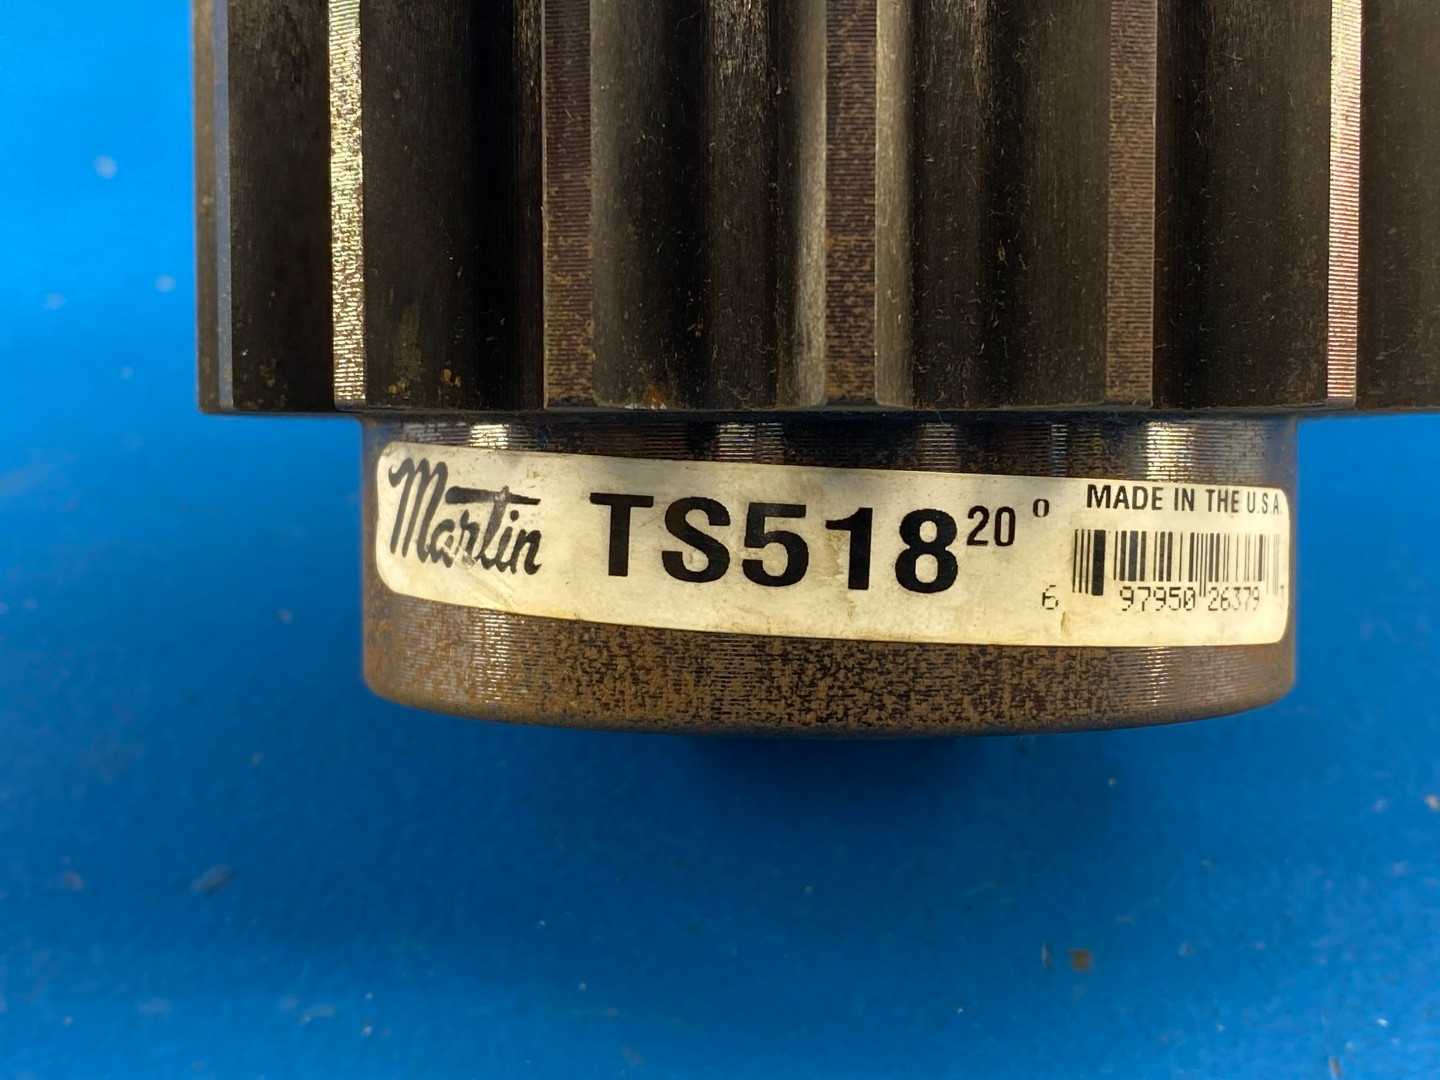 Martin
TS518 20°
MADE IN THE U.S.A.
6 97950 26379